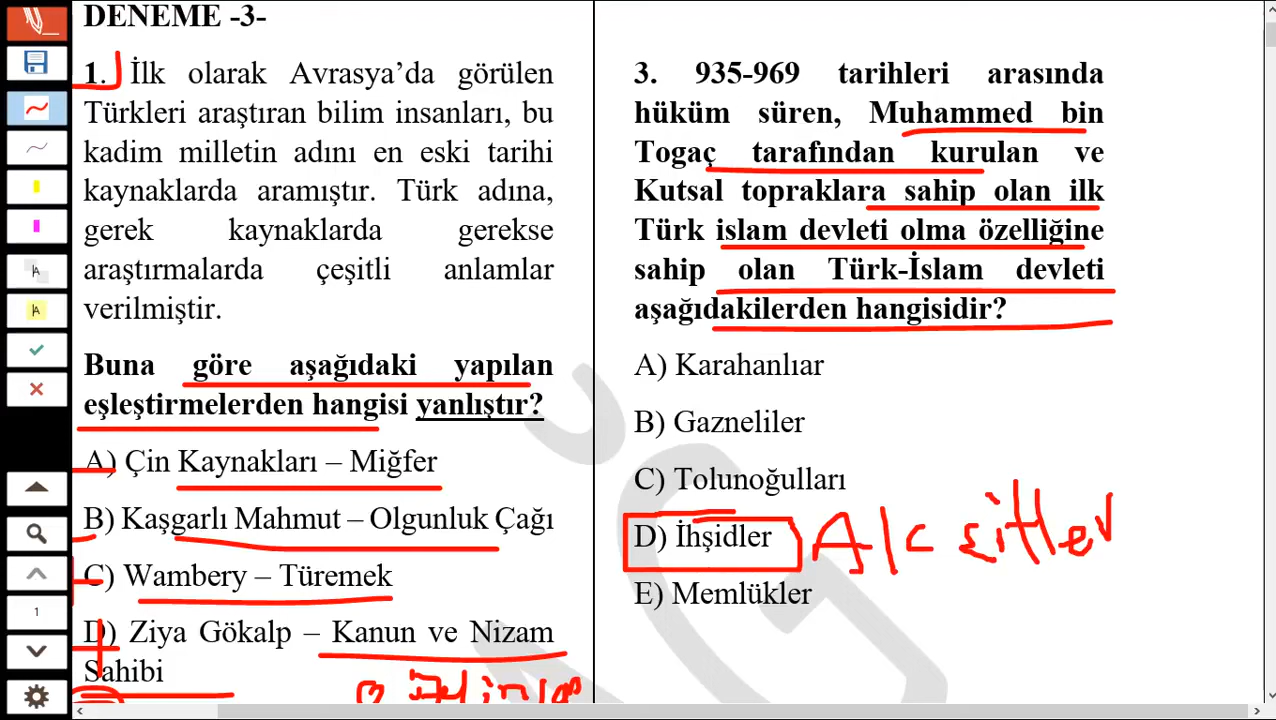 DENEME -3-
1. İlk olarak Avrasya'da görülen
Türkleri araştıran bilim insanları, bu
kadim milletin adını en eski tarihi
kaynaklarda aramıştır. Türk adına,
gerek kaynaklarda gerekse
araştırmalarda çeşitli anlamlar
verilmiştir.
Buna göre aşağıdaki yapılan
eşleştirmelerden hangisi yanlıştır?
A) Çin Kaynakları – Miğfer
B) Kaşgarlı Mahmut – Olgunluk Çağı
C) Wambery – Türemek
D) Ziya Gökalp – Kanun ve Nizam
Sahibi
3. 935-969 tarihleri arasında
hüküm süren, Muhammed bin
Togaç tarafından kurulan ve
Kutsal topraklara sahip olan ilk
Türk islam devleti olma özelliğine
sahip olan Türk-İslam devleti
aşağıdakilerden hangisidir?
A) Karahanlıar
B) Gazneliler
C) Tolunoğulları
D) İhşidler
E) Memlükler
1